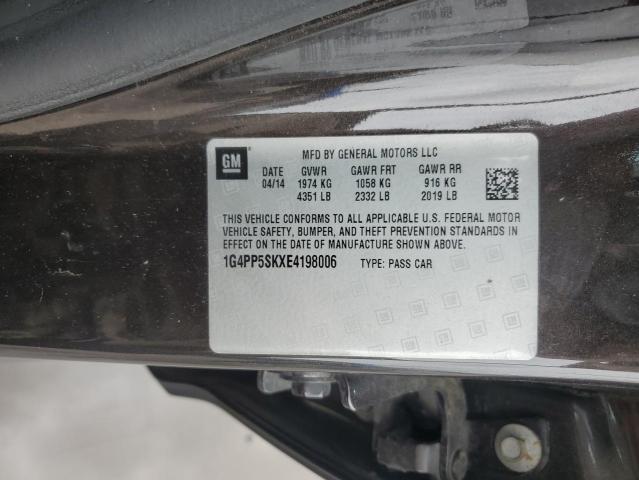 GM
MFD BY GENERAL MOTORS LLC
DATE GVWR GAWR FRT GAWR RR
04/14 1974 KG 1058 KG 916 KG
4351 LB 2332 LB 2019 LB
THIS VEHICLE CONFORMS TO ALL APPLICABLE U.S. FEDERAL MOTOR
VEHICLE SAFETY, BUMPER, AND THEFT PREVENTION STANDARDS IN
EFFECT ON THE DATE OF MANUFACTURE SHOWN ABOVE.
1G4PP5SKXE4198006 TYPE: PASS CAR